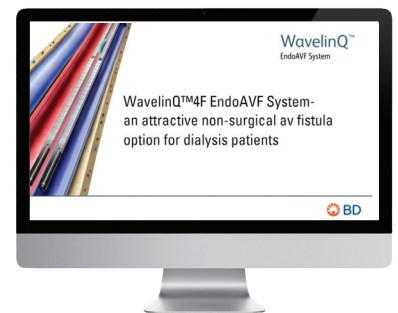 WavelinQ™
EndoAVF System
WavelinQ™4F EndoAVF System-
an attractive non-surgical av fistula
option for dialysis patients
BD